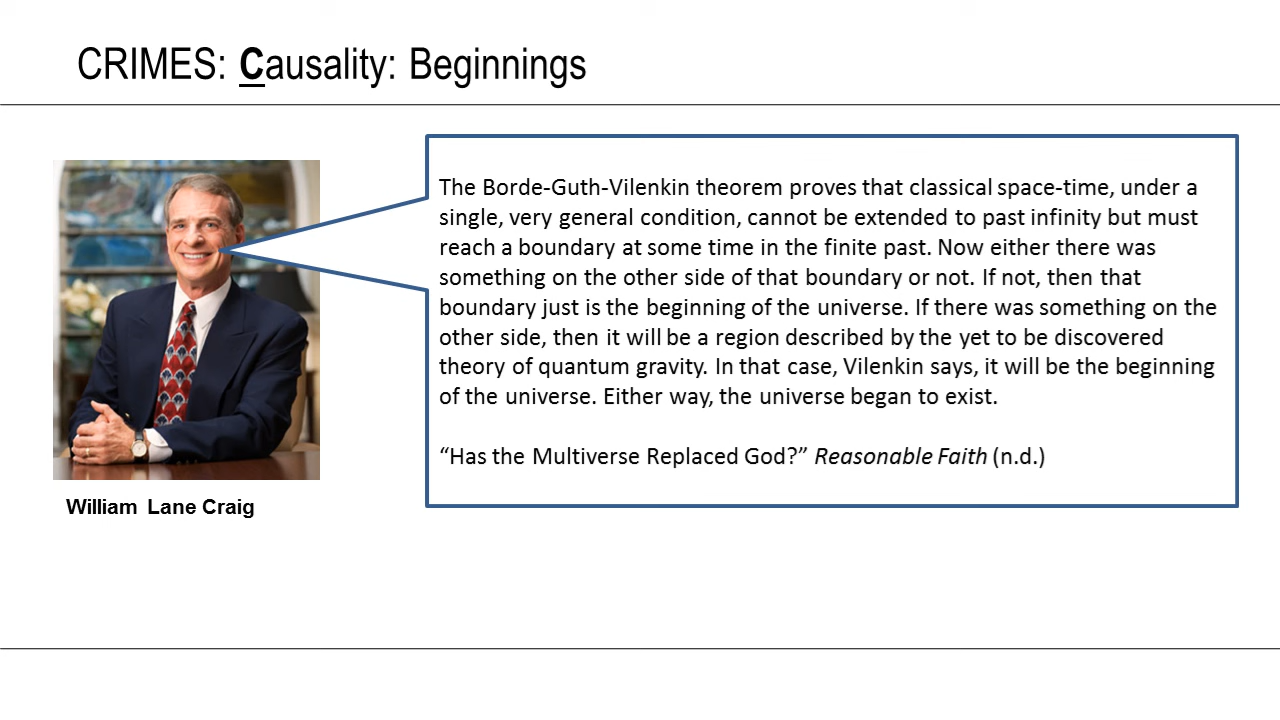 CRIMES: Causality: Beginnings
The Borde-Guth-Vilenkin theorem proves that classical space-time, under a
single, very general condition, cannot be extended to past infinity but must
reach a boundary at some time in the finite past. Now either there was
something on the other side of that boundary or not. If not, then that
boundary just is the beginning of the universe. If there was something on the
other side, then it will be a region described by the yet to be discovered
theory of quantum gravity. In that case, Vilenkin says, it will be the beginning
of the universe. Either way, the universe began to exist.
“Has the Multiverse Replaced God?” Reasonable Faith (n.d.)
William Lane Craig